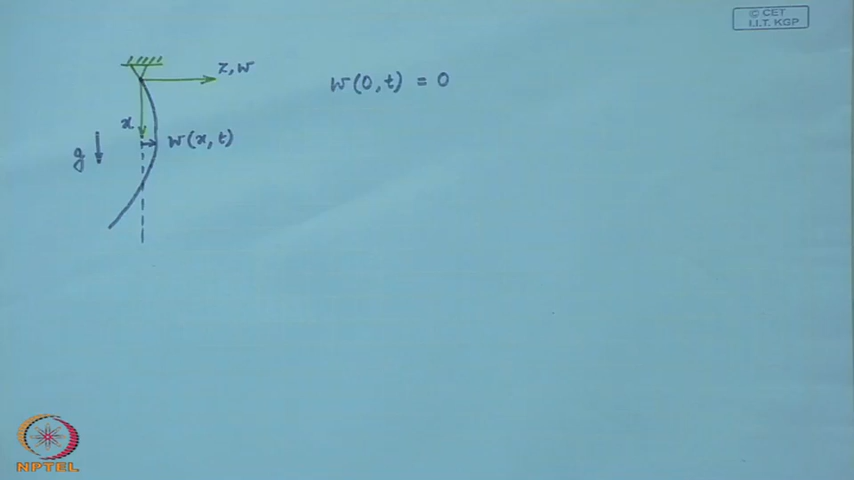 © CET
I.I.T. KGP
z, w
w(0, t) = 0
x
w(x, t)
g
NPTEL